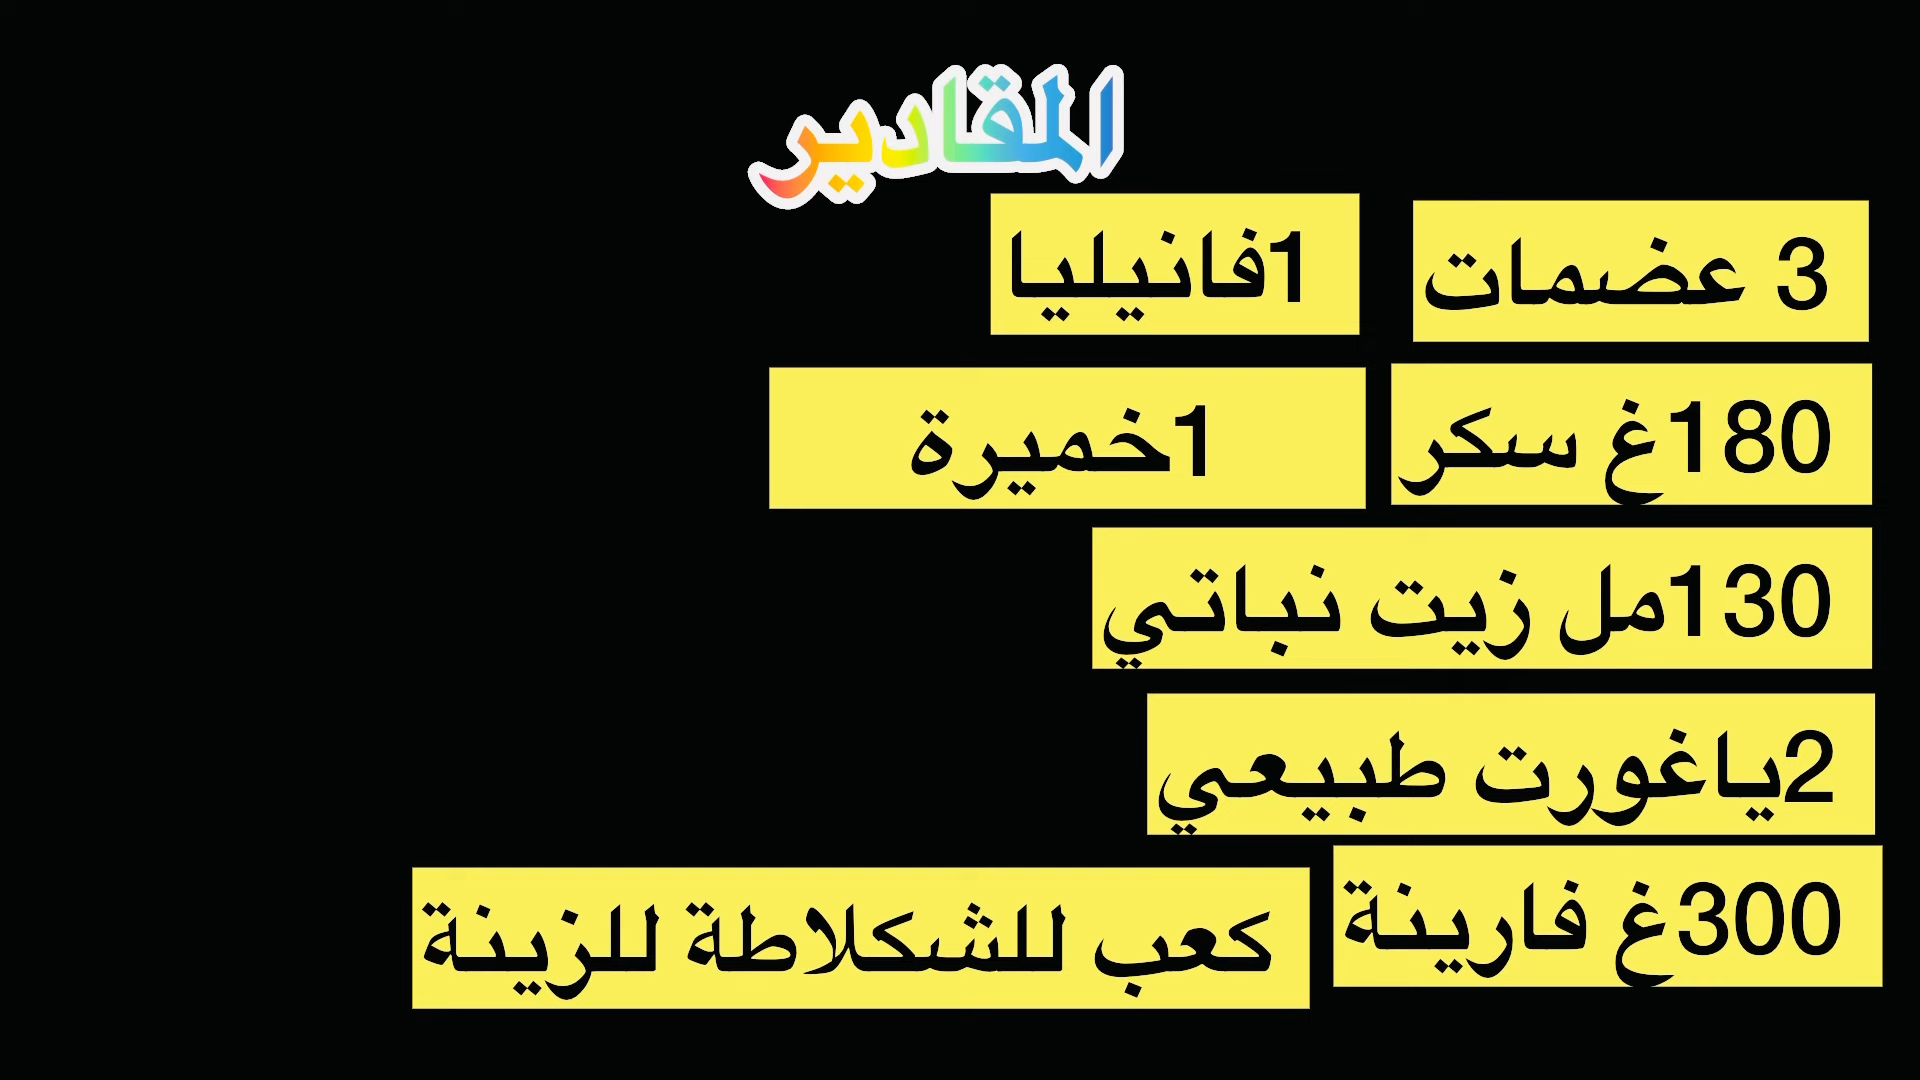 المقادير
3 عضمات
1فانيليا
180غ سكر
1خميرة
130مل زيت نباتي
2ياغورت طبيعي
300غ فارينة
كعب للشكلاطة للزينة